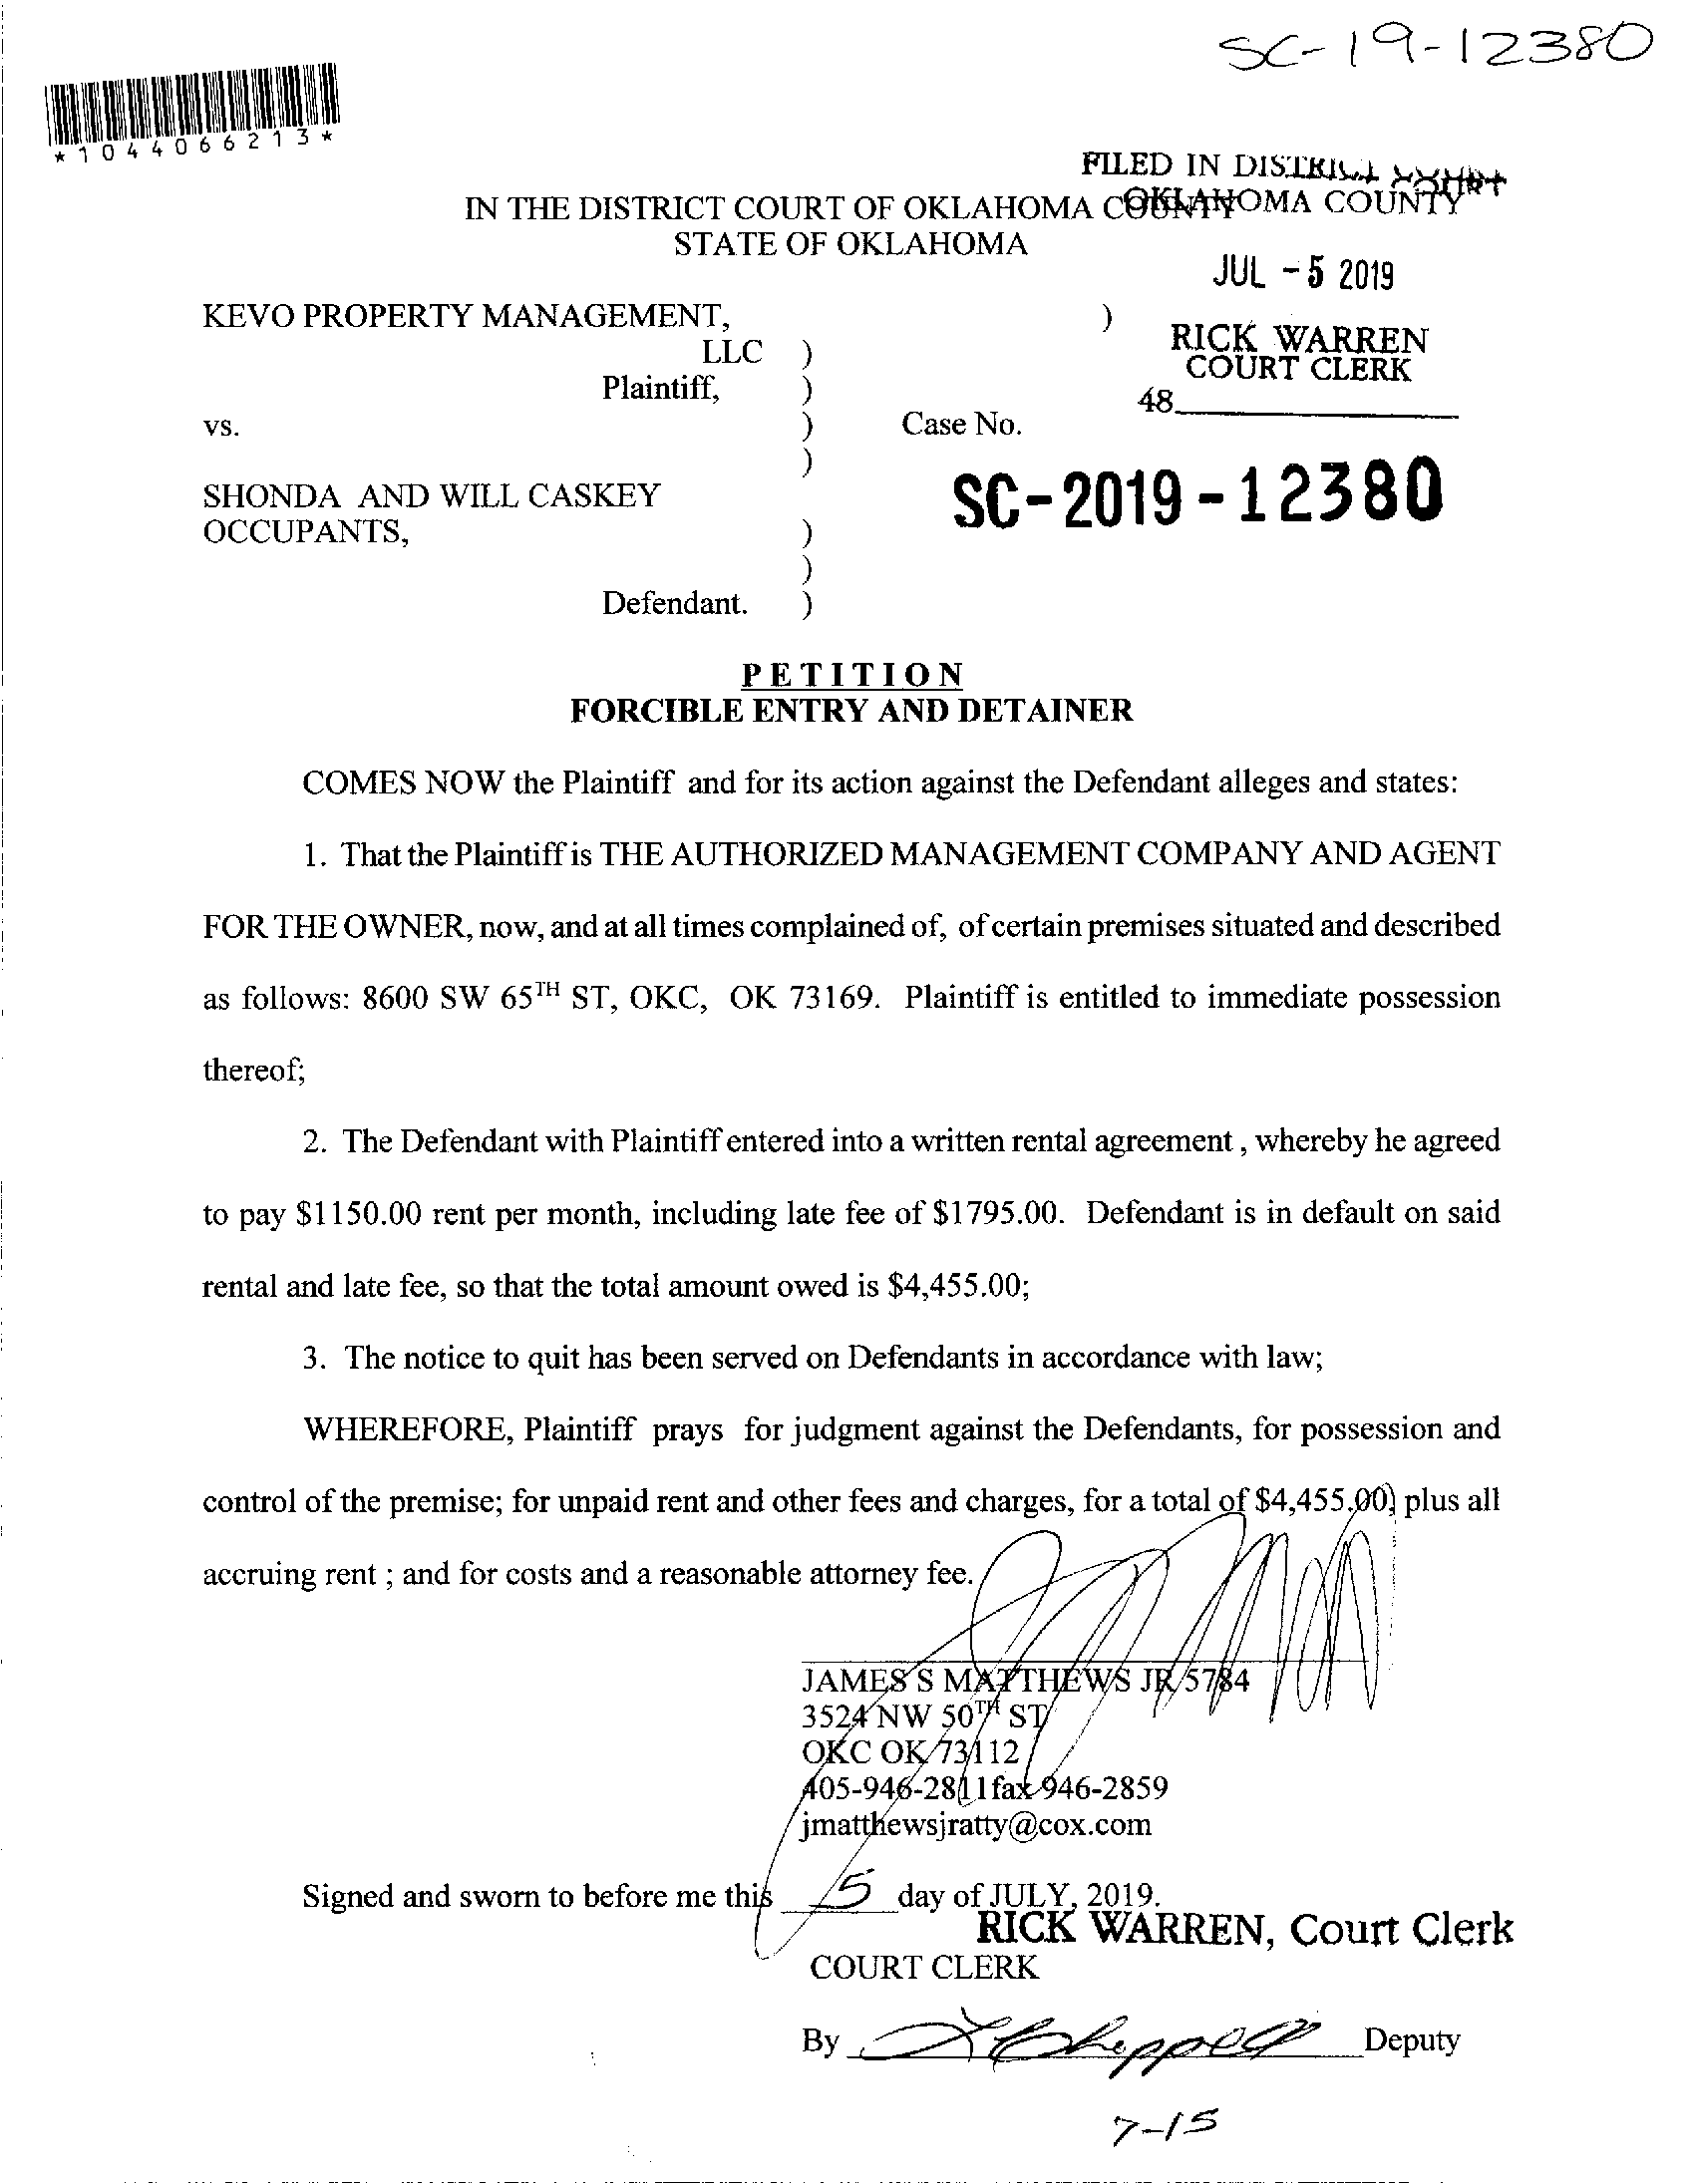 SC-19-12380
*1044066213*
FILED IN DISTRICT COURT
OKLAHOMA COUNTY
IN THE DISTRICT COURT OF OKLAHOMA COUNTY
STATE OF OKLAHOMA
JUL -5 2019
KEVO PROPERTY MANAGEMENT, )
RICK WARREN
LLC )
COURT CLERK
Plaintiff, )
48
vs. ) Case No.
)
SC-2019-12380
SHONDA AND WILL CASKEY
OCCUPANTS, )
)
Defendant. )
PETITION
FORCIBLE ENTRY AND DETAINER
COMES NOW the Plaintiff and for its action against the Defendant alleges and states:
1. That the Plaintiff is THE AUTHORIZED MANAGEMENT COMPANY AND AGENT
FOR THE OWNER, now, and at all times complained of, of certain premises situated and described
as follows: 8600 SW 65TH ST, OKC, OK 73169. Plaintiff is entitled to immediate possession
thereof;
2. The Defendant with Plaintiff entered into a written rental agreement , whereby he agreed
to pay $1150.00 rent per month, including late fee of $1795.00. Defendant is in default on said
rental and late fee, so that the total amount owed is $4,455.00;
3. The notice to quit has been served on Defendants in accordance with law;
WHEREFORE, Plaintiff prays for judgment against the Defendants, for possession and
control of the premise; for unpaid rent and other fees and charges, for a total of $4,455.00; plus all
accruing rent ; and for costs and a reasonable attorney fee.
JAMES S MATTHEWS JR 5784
3524 NW 50TH ST
OKC OK 73112
405-946-2811fax 946-2859
jmatthewsjratty@cox.com
Signed and sworn to before me this 5 day of JULY, 2019.
RICK WARREN, Court Clerk
COURT CLERK
By Deputy
7-15